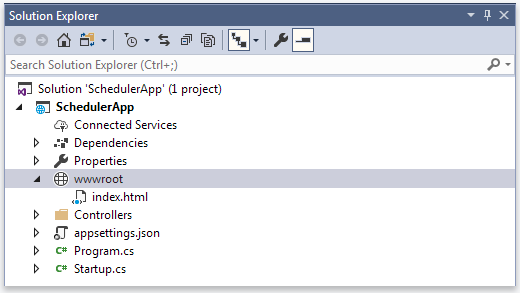 Solution Explorer
Search Solution Explorer (Ctrl+;)
Solution 'SchedulerApp' (1 project)
SchedulerApp
Connected Services
Dependencies
Properties
wwwroot
index.html
Controllers
appsettings.json
C# Program.cs
C# Startup.cs